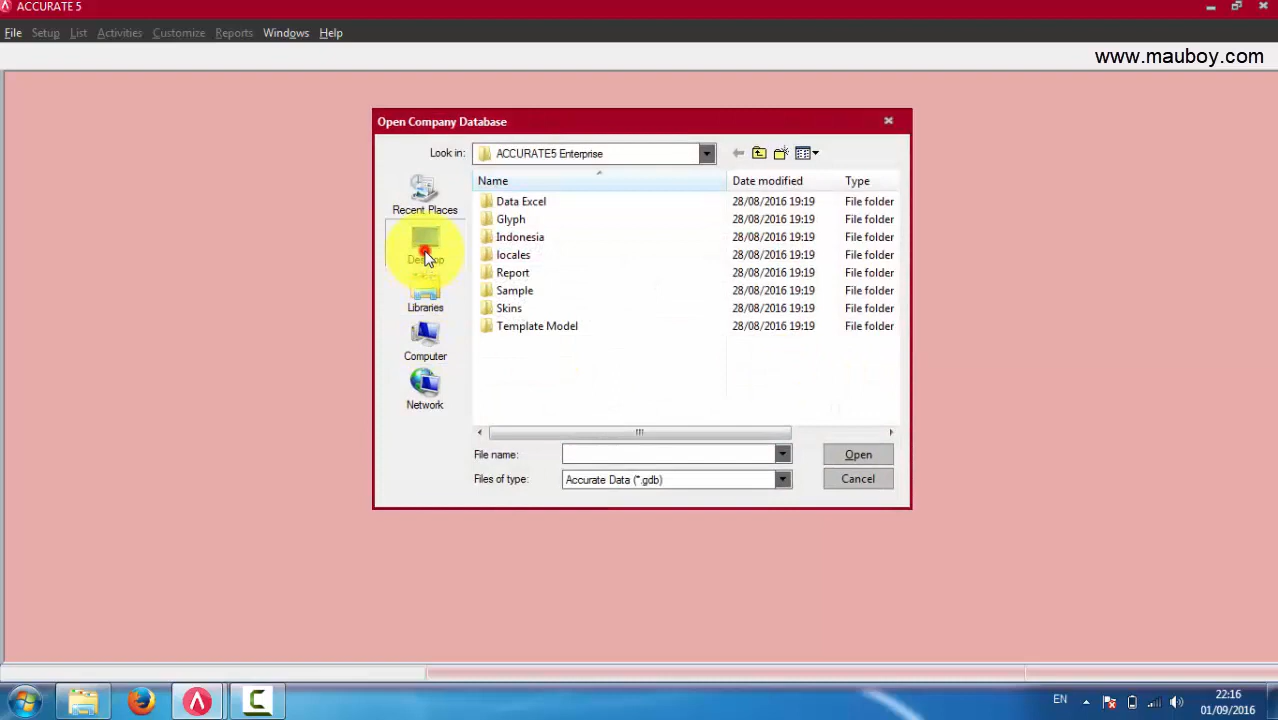 ACCURATE 5
File Setup List Activities Customize Reports Windows Help
www.mauboy.com
Open Company Database
Look in: ACCURATE5 Enterprise
Name Date modified Type
Recent Places
Desktop
Libraries
Computer
Network
Data Excel 28/08/2016 19:19 File folder
Glyph 28/08/2016 19:19 File folder
Indonesia 28/08/2016 19:19 File folder
locales 28/08/2016 19:19 File folder
Report 28/08/2016 19:19 File folder
Sample 28/08/2016 19:19 File folder
Skins 28/08/2016 19:19 File folder
Template Model 28/08/2016 19:19 File folder
File name: Open
Files of type: Accurate Data (*.gdb) Cancel
EN
22:16
01/09/2016